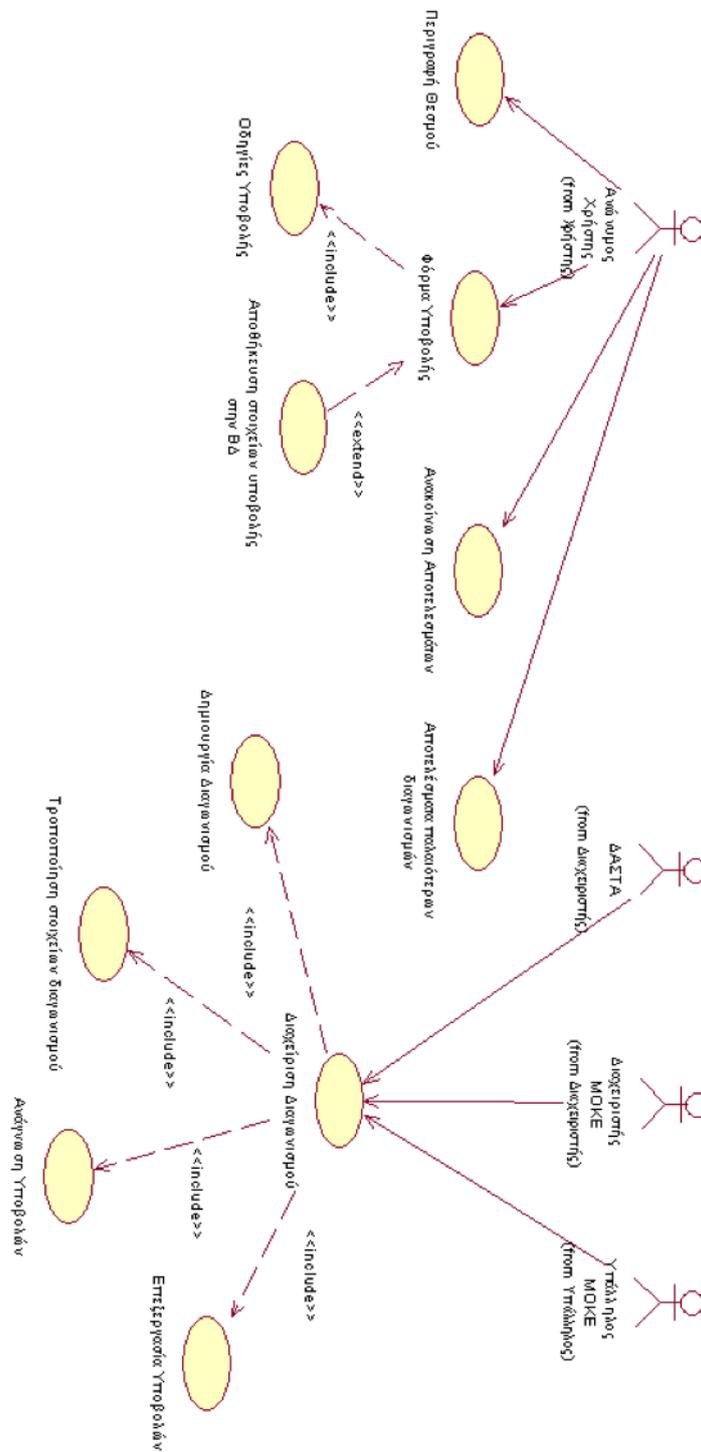 Ανώνυμος
Χρήστης
(from Χρήστης)
ΔΑΣΤΑ
(from Διαχειριστής)
Διαχειριστής
ΜΟΚΕ
(from Διαχειριστής)
Υπάλληλος
ΜΟΚΕ
(from Υπάλληλος)
Περιγραφή Θεσμού
Φόρμα Υποβολής
Ανακοίνωση Αποτελεσμάτων
Αποτελέσματα παλαιότερων
διαγωνισμών
<<include>>
<<extend>>
Οδηγίες Υποβολής
Αποθήκευση στοιχείων υποβολής
στην ΒΔ
Διαχείριση Διαγωνισμού
<<include>>
<<include>>
<<include>>
<<include>>
Δημιουργία Διαγωνισμού
Τροποποίηση στοιχείων διαγωνισμού
Ανάγνωση Υποβολών
Επεξεργασία Υποβολών